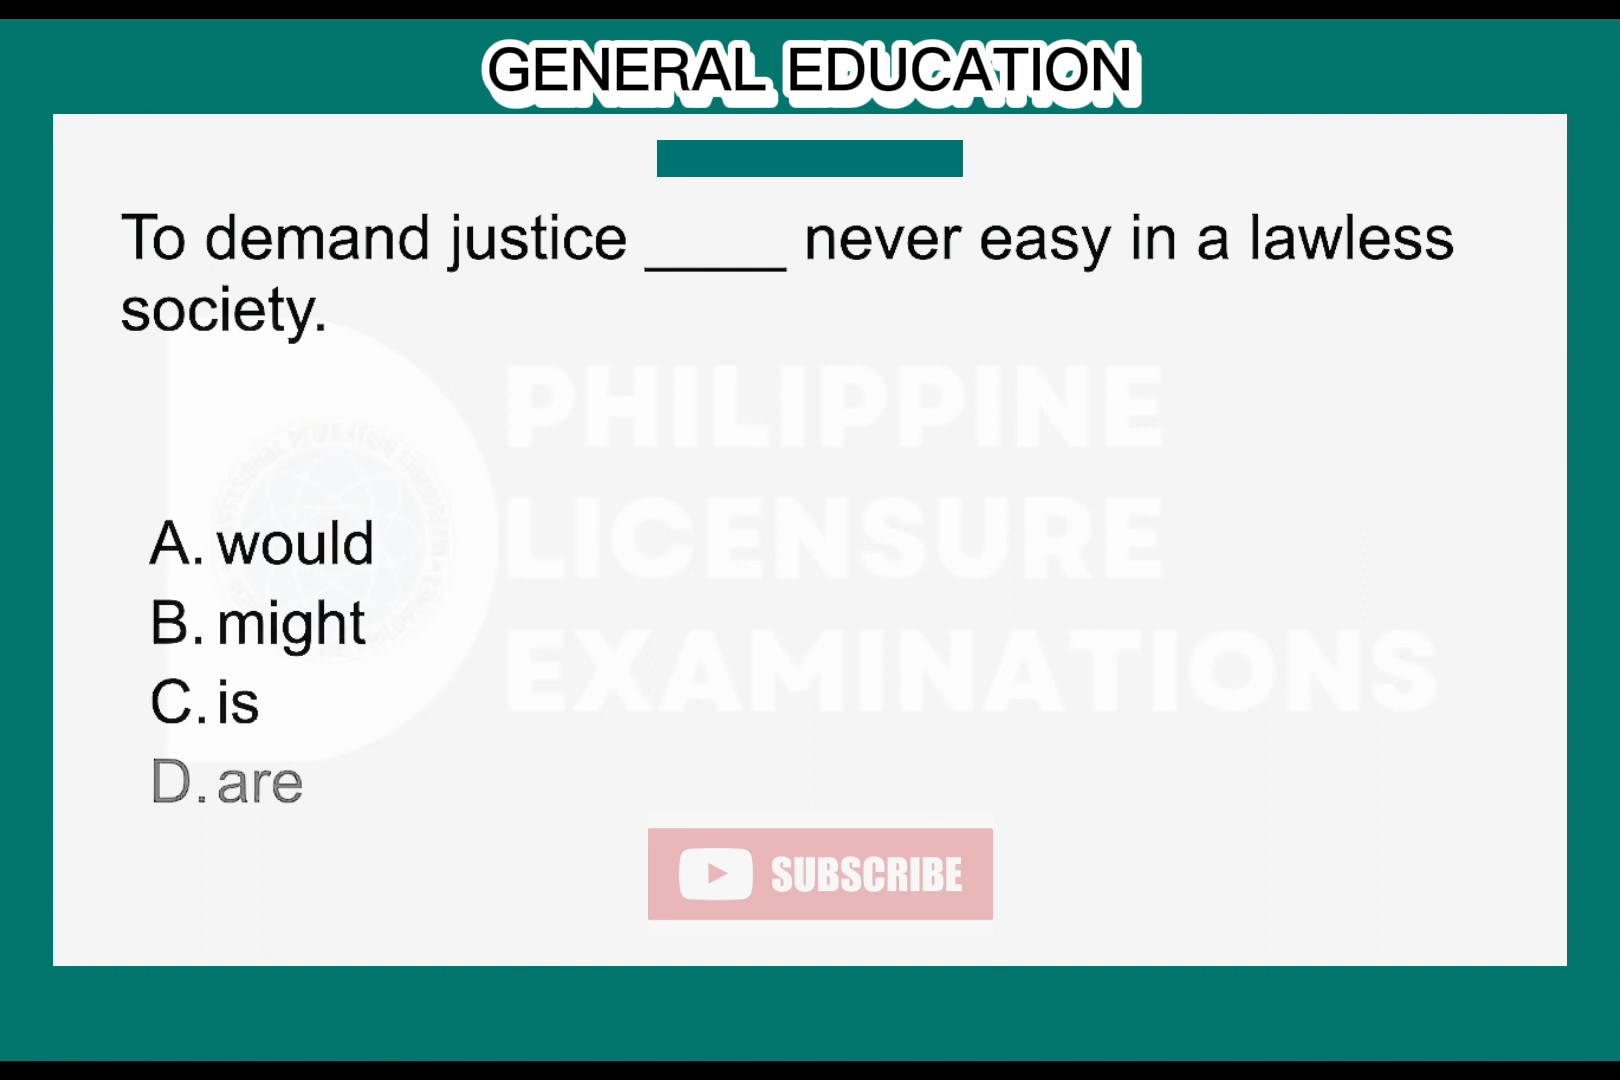 GENERAL EDUCATION
To demand justice _____ never easy in a lawless
society.
PHILIPPINE
LICENSURE
EXAMINATIONS
A. would
B. might
C. is
D. are
SUBSCRIBE